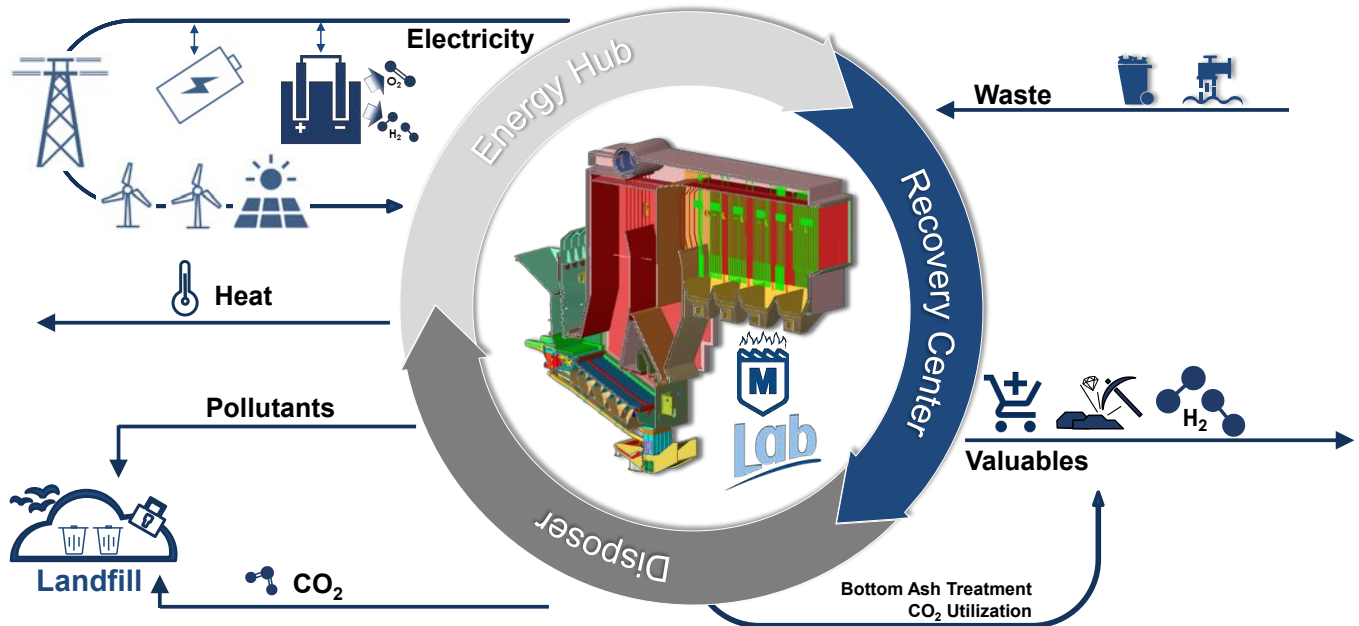 Electricity
O2
+ −
H2
Energy Hub
Waste
Recovery Center
Heat
M
Lab
H2
Valuables
Pollutants
Landfill
CO2
Disposer
Bottom Ash Treatment
CO2 Utilization